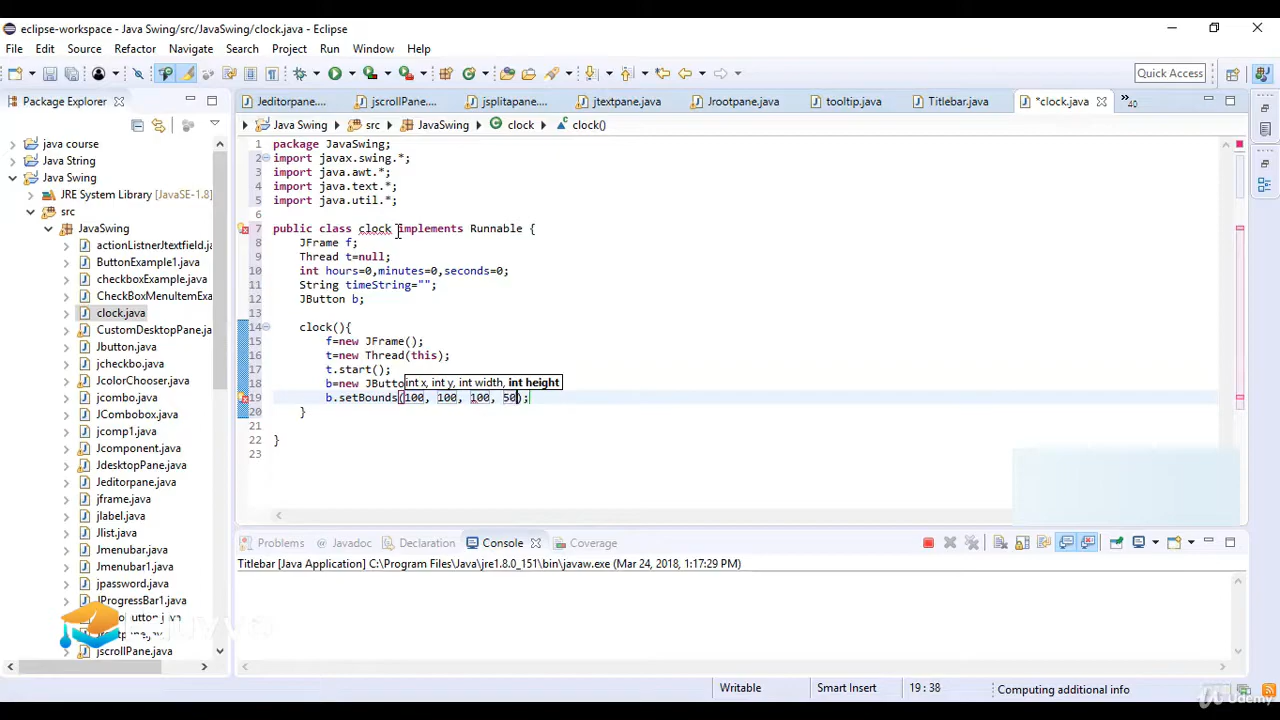 eclipse-workspace - Java Swing/src/JavaSwing/clock.java - Eclipse
File Edit Source Refactor Navigate Search Project Run Window Help
Quick Access
Package Explorer
Jeditorpane.... jscrollPane.... jsplitapane.... jtextpane.java Jrootpane.java tooltip.java Titlebar.java *clock.java 40
Java Swing src JavaSwing clock clock()
java course
Java String
Java Swing
JRE System Library [JavaSE-1.8]
src
JavaSwing
actionListnerJtextfield.ja
ButtonExample1.java
checkboxExample.java
CheckBoxMenuItemExa
clock.java
CustomDesktopPane.ja
Jbutton.java
jcheckbo.java
JcolorChooser.java
JCombobox.java
jcomp1.java
Jcomponent.java
JdesktopPane.java
Jeditorpane.java
jframe.java
jlabel.java
Jlist.java
Jmenubar.java
Jmenubar1.java
jpassword.java
JProgressBar1.java
jscrollPane.java
1 package JavaSwing;
2 import javax.swing.*;
3 import java.awt.*;
4 import java.text.*;
5 import java.util.*;
6
7 public class clock implements Runnable {
8 JFrame f;
9 Thread t=null;
10 int hours=0,minutes=0,seconds=0;
11 String timeString="";
12 JButton b;
13
14 clock(){
15 f=new JFrame();
16 t=new Thread(this);
17 t.start();
18 b=new JButto
int x, int y, int width, int height
19 b.setBounds(100, 100, 100, 50);
20 }
21
22 }
23
Problems Javadoc Declaration Console Coverage
Titlebar [Java Application] C:\Program Files\Java\jre1.8.0_151\bin\javaw.exe (Mar 24, 2018, 1:17:29 PM)
Writable Smart Insert 19 : 38 Computing additional info
Udemy